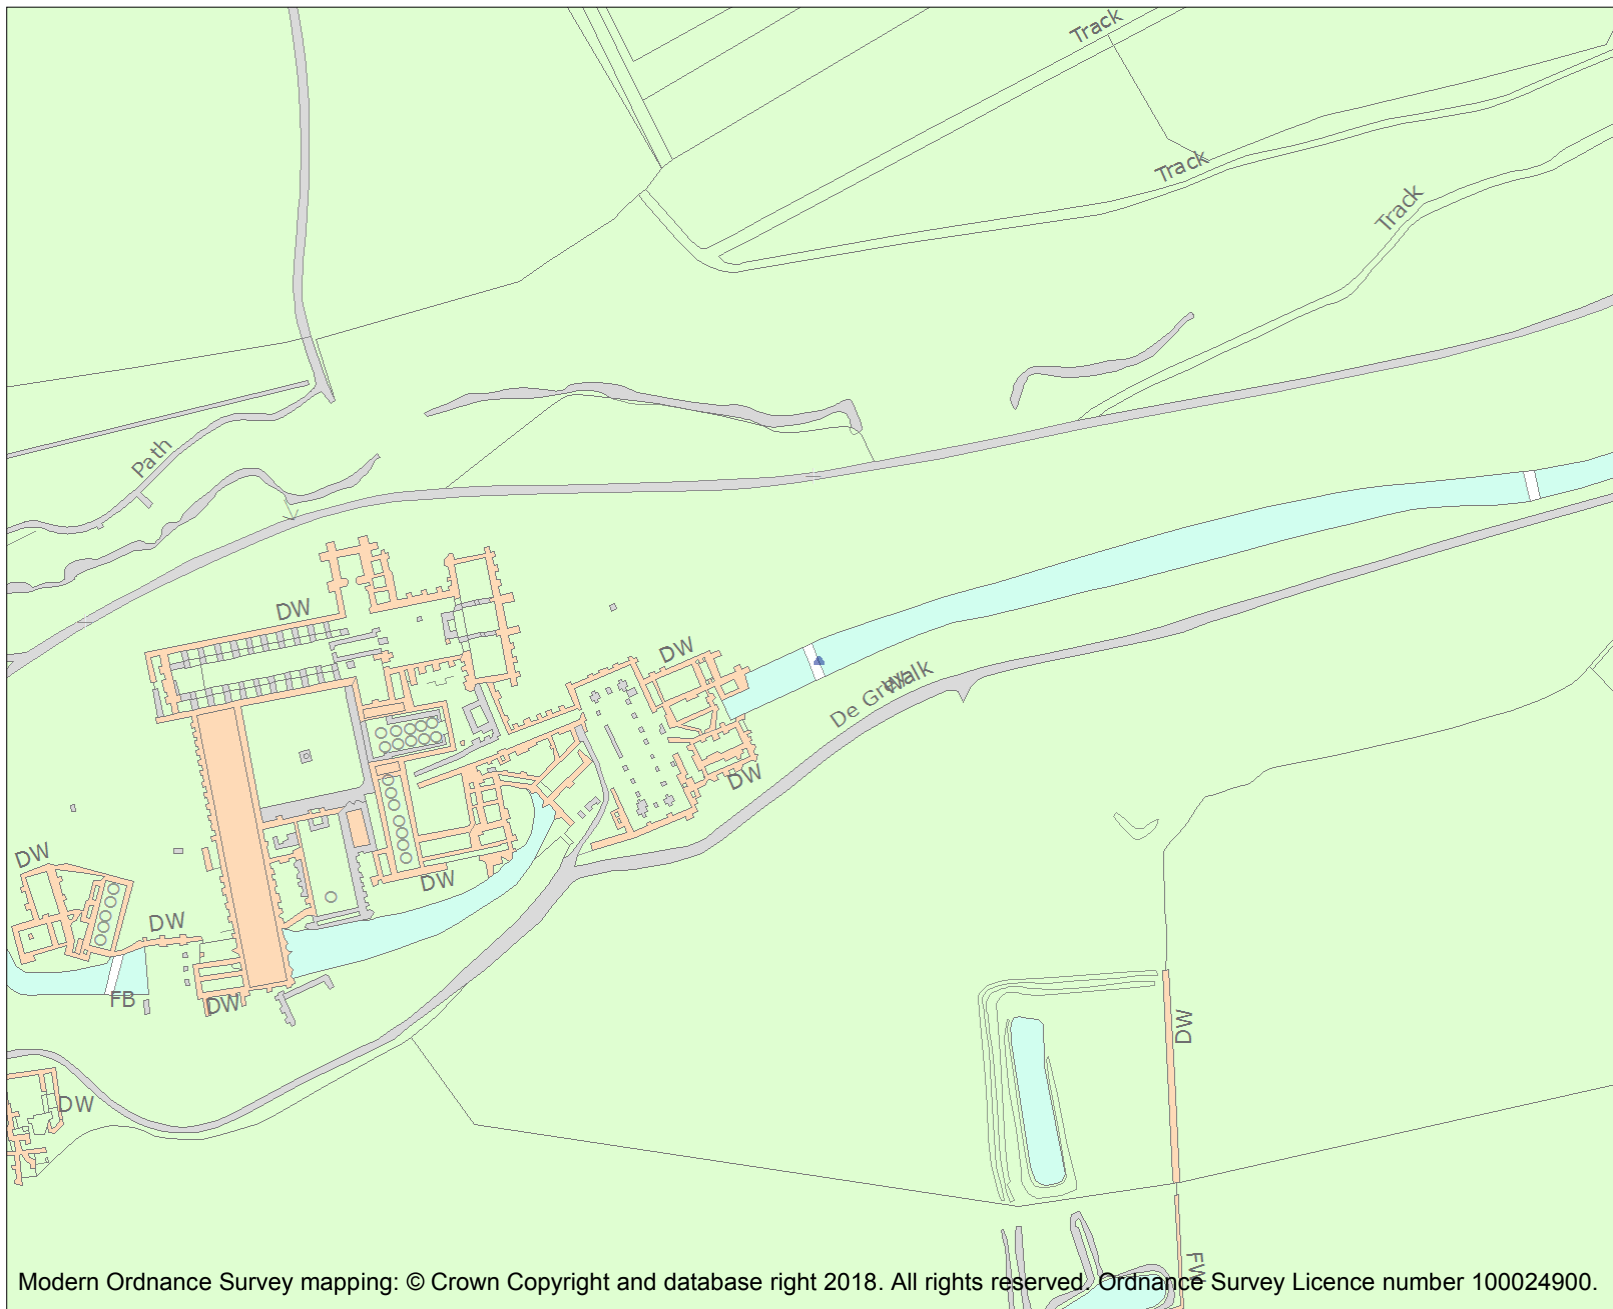 Track
Track
Track
Path
DW
DW
De Grey
Walk
DW
DW
DW
DW
FB
DW
DW
DW
FW
Modern Ordnance Survey mapping: © Crown Copyright and database right 2018. All rights reserved. Ordnance Survey Licence number 100024900.